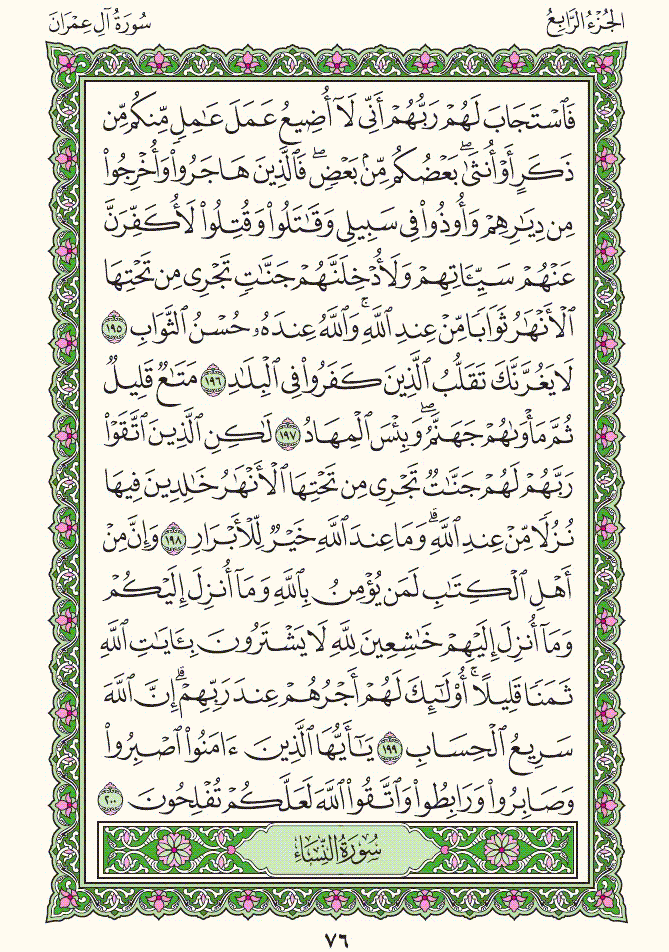 الجُزْءُ الرَّابِعُ
سُورَةُ آلِ عِمْرَانَ
فَٱسْتَجَابَ لَهُمْ رَبُّهُمْ أَنِّى لَآ أُضِيعُ عَمَلَ عَٰمِلٍ مِّنكُم مِّن
ذَكَرٍ أَوْ أُنثَىٰۖ بَعْضُكُم مِّنۢ بَعْضٍۖ فَٱلَّذِينَ هَاجَرُوا۟ وَأُخْرِجُوا۟
مِن دِيَٰرِهِمْ وَأُوذُوا۟ فِى سَبِيلِى وَقَٰتَلُوا۟ وَقُتِلُوا۟ لَأُكَفِّرَنَّ
عَنْهُمْ سَيِّـَٔاتِهِمْ وَلَأُدْخِلَنَّهُمْ جَنَّٰتٍ تَجْرِى مِن تَحْتِهَا
ٱلْأَنْهَٰرُ ثَوَابًا مِّنْ عِندِ ٱللَّهِۚ وَٱللَّهُ عِندَهُۥ حُسْنُ ٱلثَّوَابِ ١٩٥
لَا يَغُرَّنَّكَ تَقَلُّبُ ٱلَّذِينَ كَفَرُوا۟ فِى ٱلْبِلَٰدِ ١٩٦ مَتَٰعٌ قَلِيلٌ
ثُمَّ مَأْوَىٰهُمْ جَهَنَّمُۖ وَبِئْسَ ٱلْمِهَادُ ١٩٧ لَٰكِنِ ٱلَّذِينَ ٱتَّقَوْا۟
رَبَّهُمْ لَهُمْ جَنَّٰتٌ تَجْرِى مِن تَحْتِهَا ٱلْأَنْهَٰرُ خَٰلِدِينَ فِيهَا
نُزُلًا مِّنْ عِندِ ٱللَّهِۗ وَمَا عِندَ ٱللَّهِ خَيْرٌ لِّلْأَبْرَارِ ١٩٨ وَإِنَّ مِنْ
أَهْلِ ٱلْكِتَٰبِ لَمَن يُؤْمِنُ بِٱللَّهِ وَمَآ أُنزِلَ إِلَيْكُمْ
وَمَآ أُنزِلَ إِلَيْهِمْ خَٰشِعِينَ لِلَّهِ لَا يَشْتَرُونَ بِـَٔايَٰتِ ٱللَّهِ
ثَمَنًا قَلِيلًاۚ أُو۟لَٰٓئِكَ لَهُمْ أَجْرُهُمْ عِندَ رَبِّهِمْۗ إِنَّ ٱللَّهَ
سَرِيعُ ٱلْحِسَابِ ١٩٩ يَٰٓأَيُّهَا ٱلَّذِينَ ءَامَنُوا۟ ٱصْبِرُوا۟
وَصَابِرُوا۟ وَرَابِطُوا۟ وَٱتَّقُوا۟ ٱللَّهَ لَعَلَّكُمْ تُفْلِحُونَ ٢٠٠
سُورَةُ النِّسَاءِ
٧٦